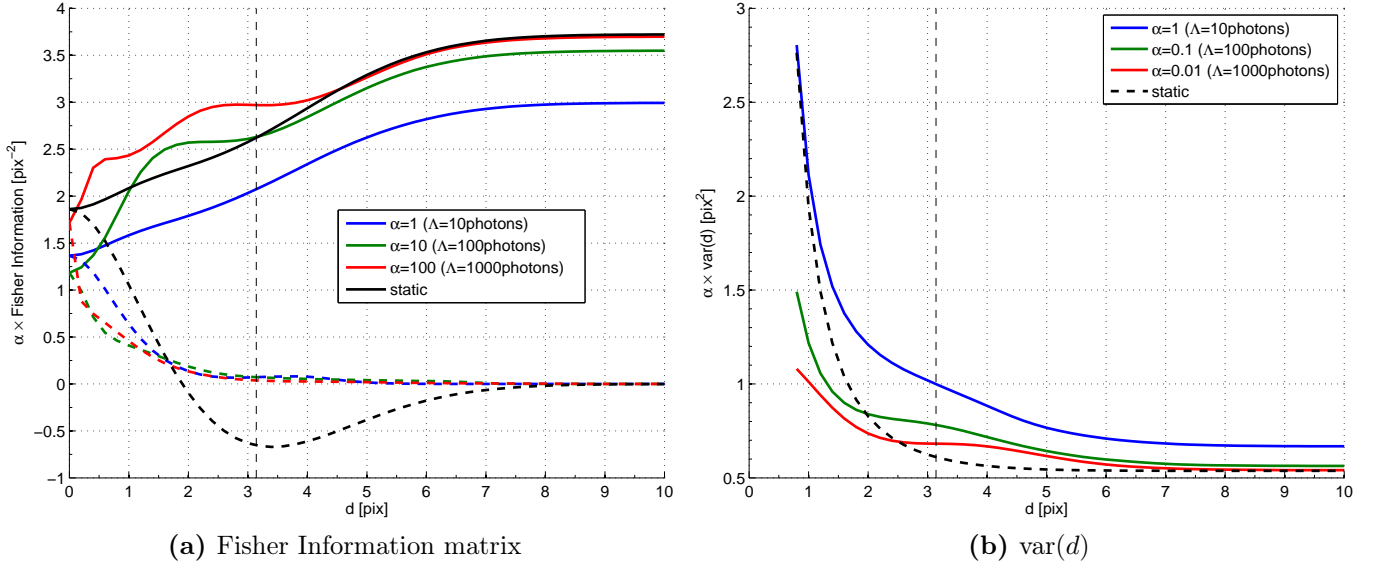 4
3.5
3
2.5
2
1.5
1
0.5
0
−0.5
−1
α × Fisher Information [pix⁻²]
α=1 (Λ=10photons)
α=10 (Λ=100photons)
α=100 (Λ=1000photons)
static
0 1 2 3 4 5 6 7 8 9 10
d [pix]
(a) Fisher Information matrix
3
2.5
2
1.5
1
0.5
α × var(d) [pix²]
α=1 (Λ=10photons)
α=0.1 (Λ=100photons)
α=0.01 (Λ=1000photons)
static
0 1 2 3 4 5 6 7 8 9 10
d [pix]
(b) var(d)